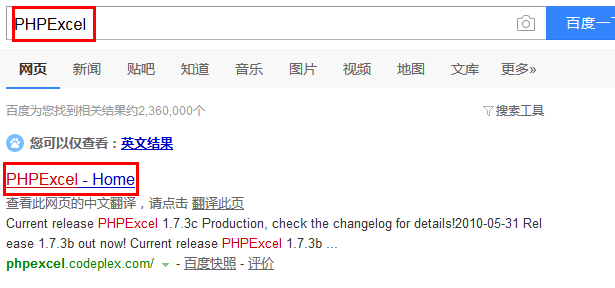 PHPExcel 百度一下
网页 新闻 贴吧 知道 音乐 图片 视频 地图 文库 更多»
百度为您找到相关结果约2,360,000个 搜索工具
您可以仅查看：英文结果
PHPExcel - Home
查看此网页的中文翻译，请点击 翻译此页
Current release PHPExcel 1.7.3c Production, check the changelog for details!2010-05-31 Rel
ease 1.7.3b out now! Current release PHPExcel 1.7.3b ...
phpexcel.codeplex.com/ - 百度快照 - 评价